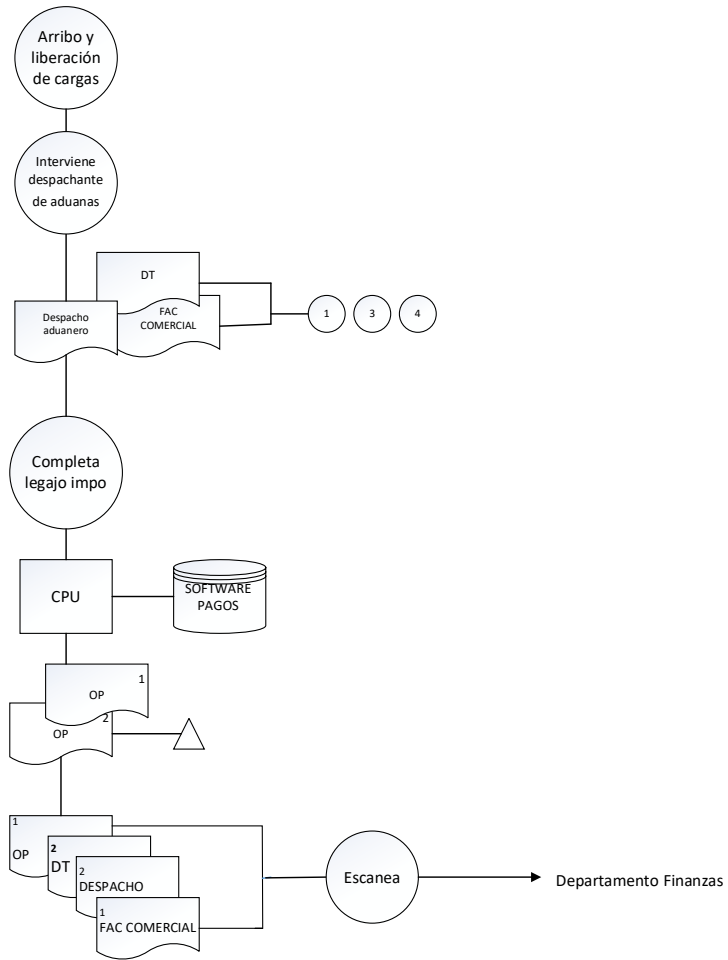 Arribo y
liberación
de cargas
Interviene
despachante
de aduanas
DT
FAC
COMERCIAL
Despacho
aduanero
1
3
4
Completa
legajo impo
CPU
SOFTWARE
PAGOS
1
OP
2
OP
1
OP
2
DT
2
DESPACHO
1
FAC COMERCIAL
Escanea
Departamento Finanzas